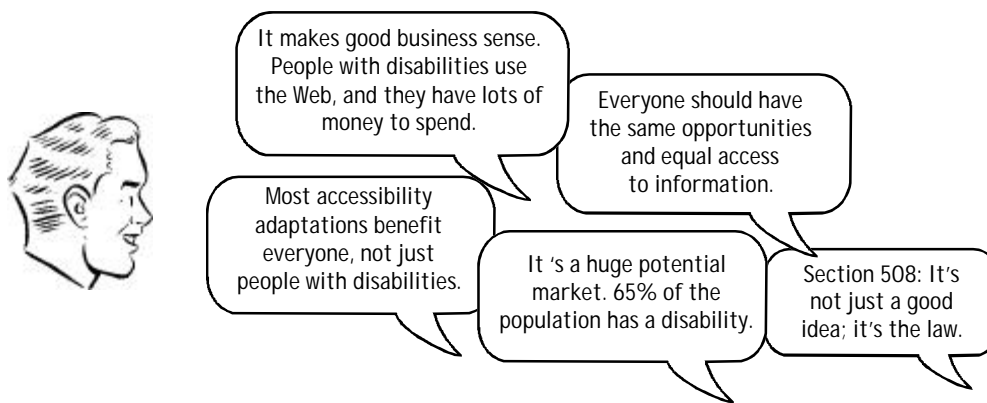 It makes good business sense.
People with disabilities use
the Web, and they have lots of
money to spend.
Everyone should have
the same opportunities
and equal access
to information.
Most accessibility
adaptations benefit
everyone, not just
people with disabilities.
It 's a huge potential
market. 65% of the
population has a disability.
Section 508: It's
not just a good
idea; it's the law.